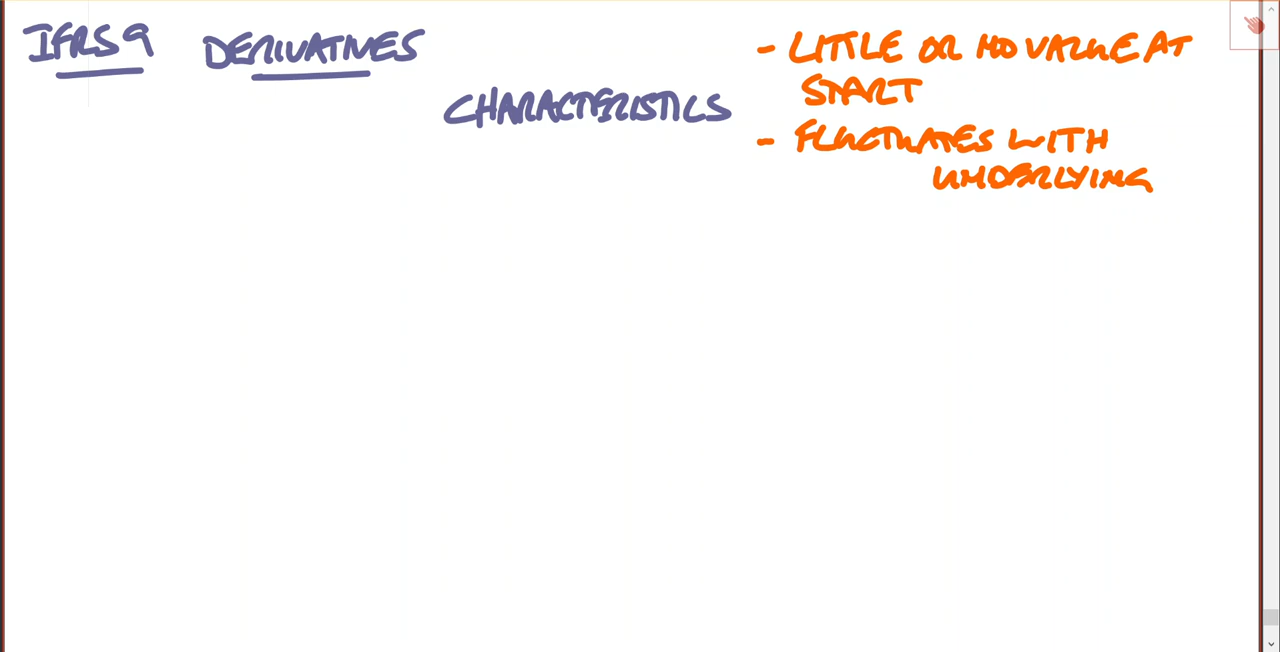 IFRS 9 DERIVATIVES
CHARACTERISTICS
- LITTLE OR NO VALUE AT
START
- FLUCTUATES WITH
UNDERLYING